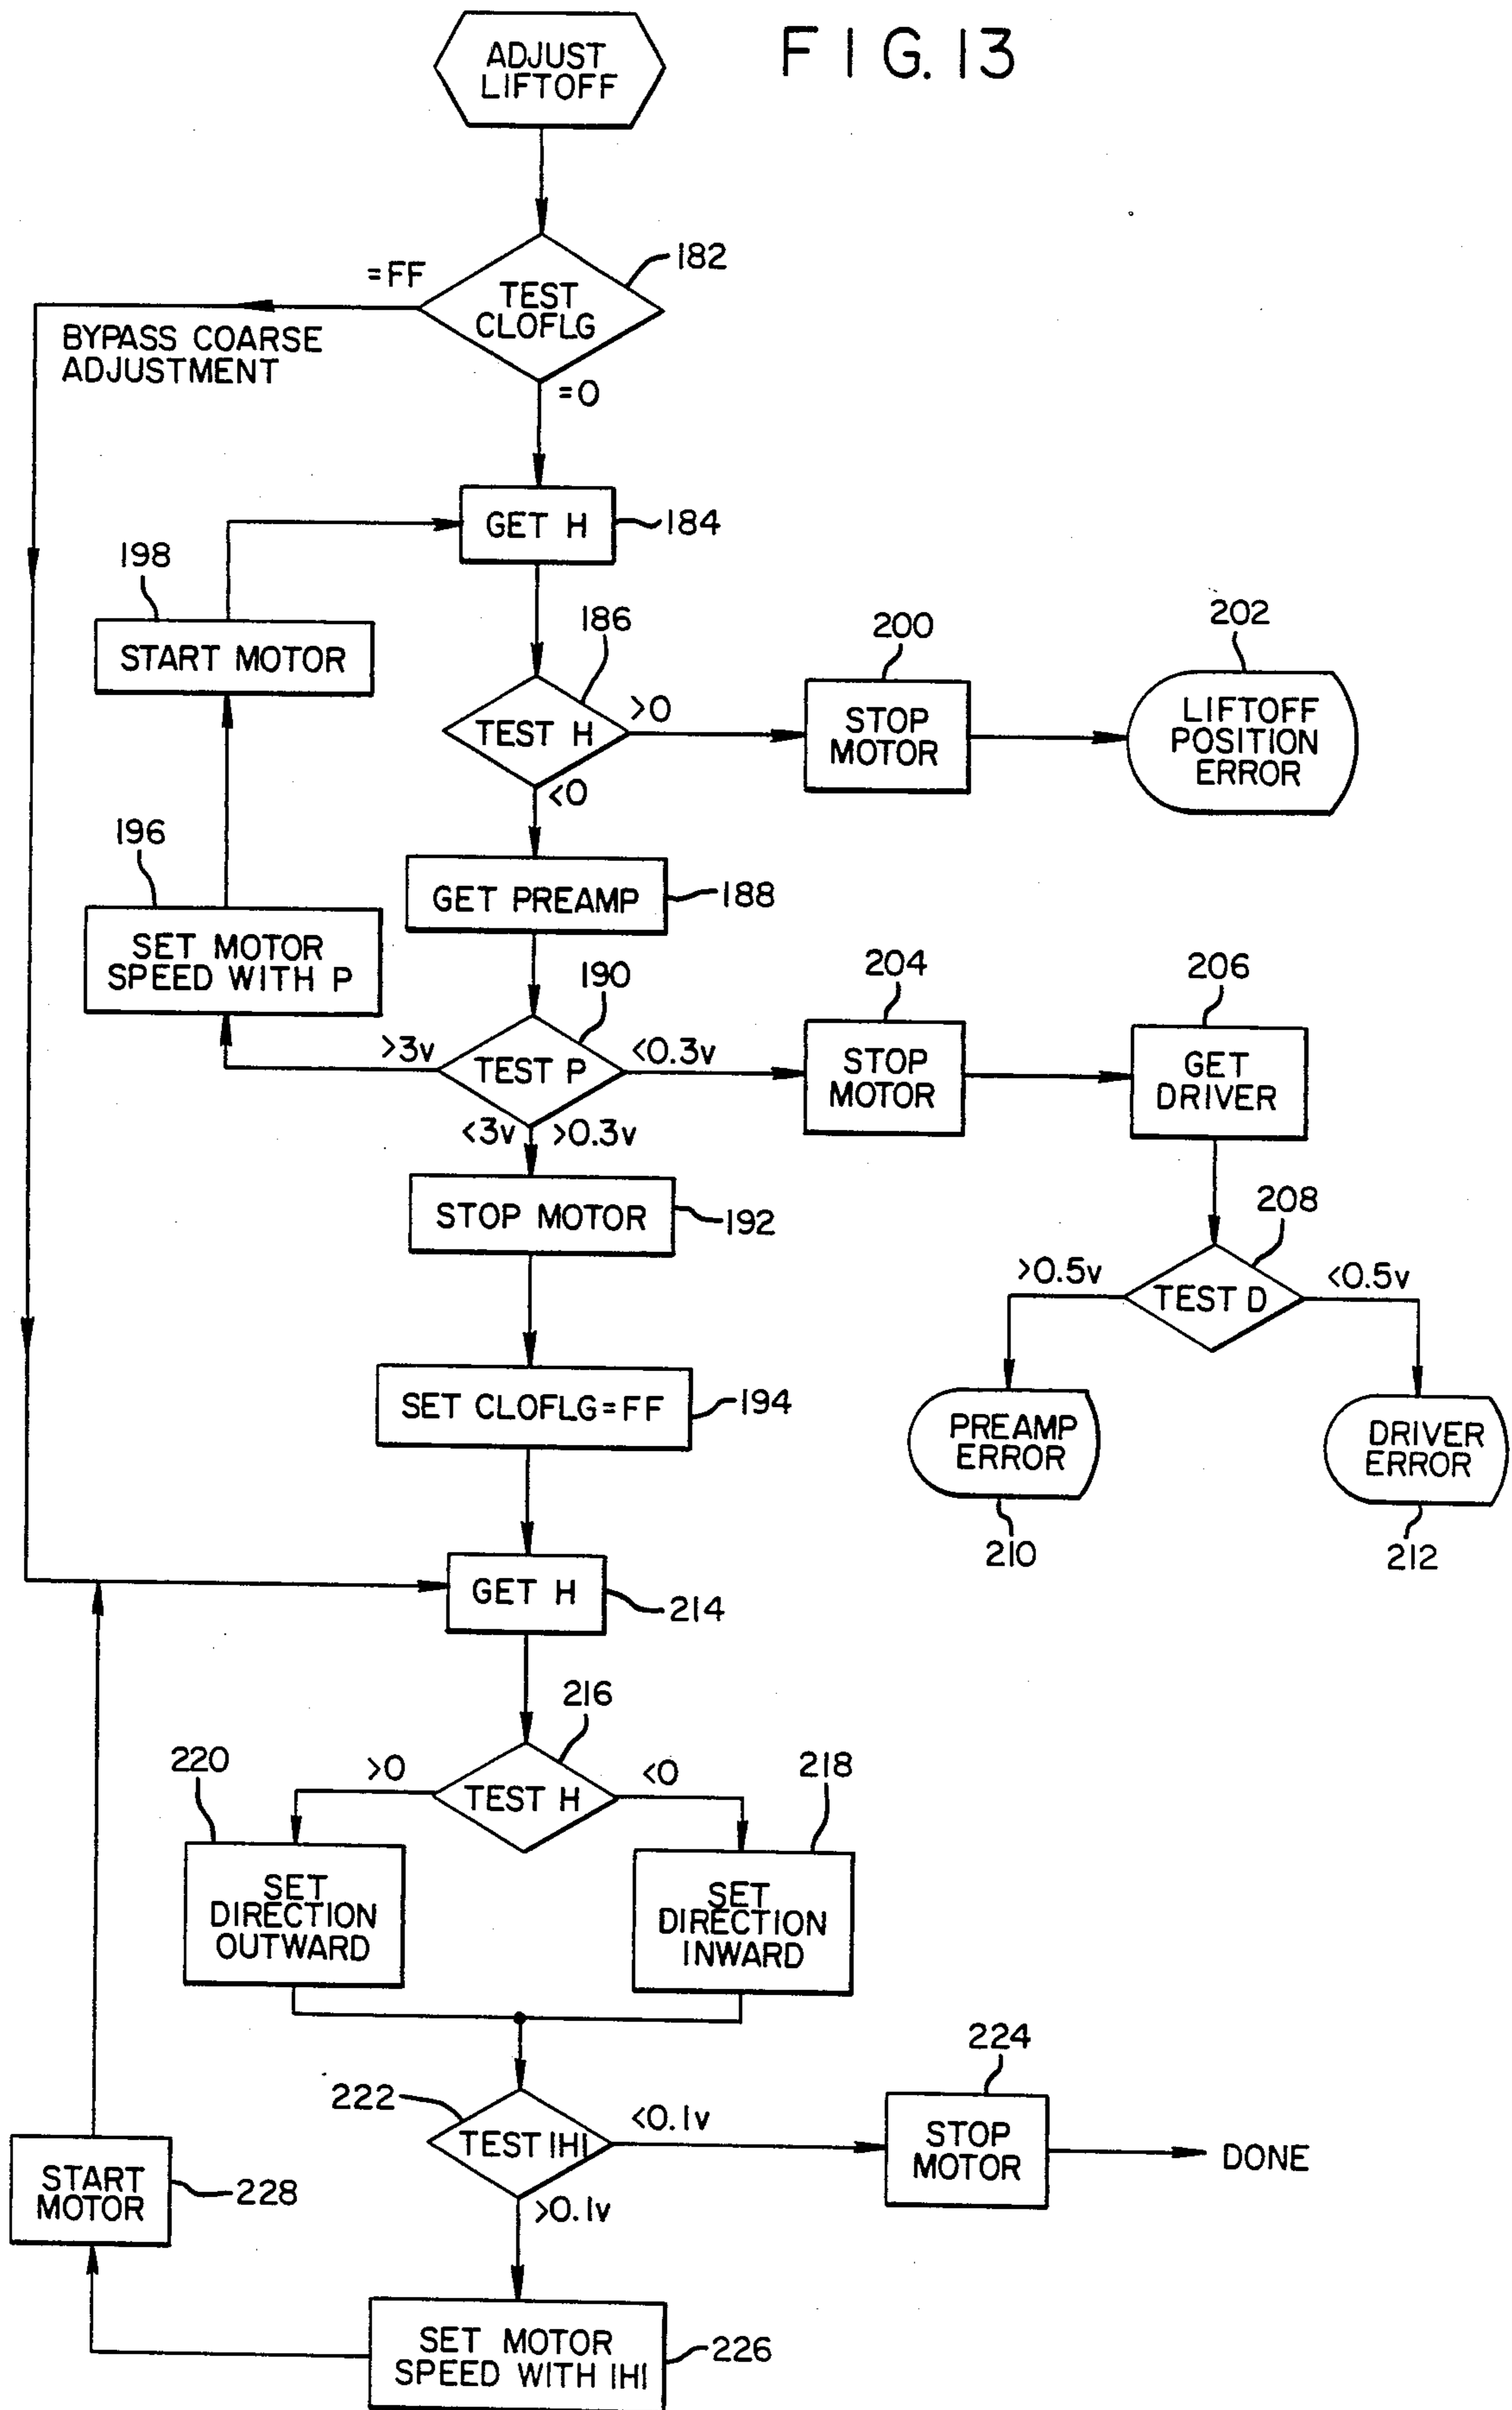 FIG. 13
ADJUST
LIFTOFF
=FF
182
TEST
CLOFLG
BYPASS COARSE
ADJUSTMENT
=0
GET H
184
198
START MOTOR
186
TEST H
>0
<0
200
STOP
MOTOR
202
LIFTOFF
POSITION
ERROR
196
SET MOTOR
SPEED WITH P
GET PREAMP
188
190
>3v
TEST P
<0.3v
<3v >0.3v
204
STOP
MOTOR
206
GET
DRIVER
STOP MOTOR
192
208
>0.5v
TEST D
<0.5v
SET CLOFLG=FF
194
PREAMP
ERROR
210
DRIVER
ERROR
212
GET H
214
216
220
>0
TEST H
<0
218
SET
DIRECTION
OUTWARD
SET
DIRECTION
INWARD
222
TEST |H|
<0.1v
>0.1v
224
STOP
MOTOR
DONE
START
MOTOR
228
SET MOTOR
SPEED WITH |H|
226